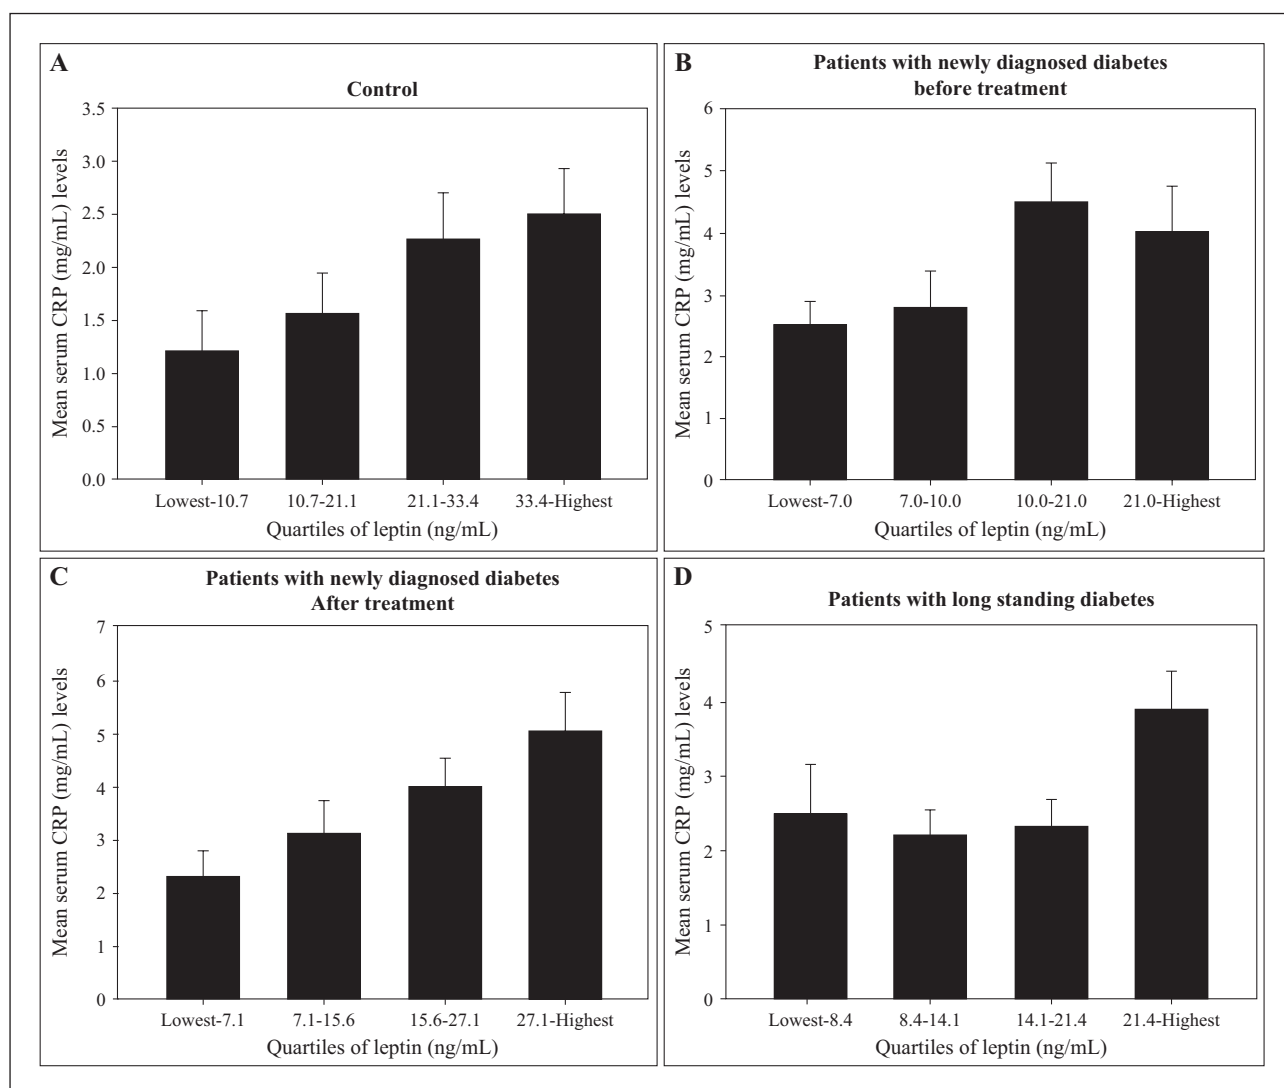 A
Control
Mean serum CRP (mg/mL) levels
3.5
3.0
2.5
2.0
1.5
1.0
0.5
0.0
Lowest-10.7 10.7-21.1 21.1-33.4 33.4-Highest
Quartiles of leptin (ng/mL)
B
Patients with newly diagnosed diabetes
before treatment
Mean serum CRP (mg/mL) levels
6
5
4
3
2
1
0
Lowest-7.0 7.0-10.0 10.0-21.0 21.0-Highest
Quartiles of leptin (ng/mL)
C
Patients with newly diagnosed diabetes
After treatment
Mean serum CRP (mg/mL) levels
7
6
5
4
3
2
1
0
Lowest-7.1 7.1-15.6 15.6-27.1 27.1-Highest
Quartiles of leptin (ng/mL)
D
Patients with long standing diabetes
Mean serum CRP (mg/mL) levels
5
4
3
2
1
0
Lowest-8.4 8.4-14.1 14.1-21.4 21.4-Highest
Quartiles of leptin (ng/mL)